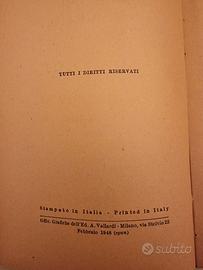 TUTTI I DIRITTI RISERVATI
Stampato in Italia - Printed in Italy
Offic. Grafiche dell'Ed. A. Vallardi - Milano, via Stelvio 22
Febbraio 1948
subito